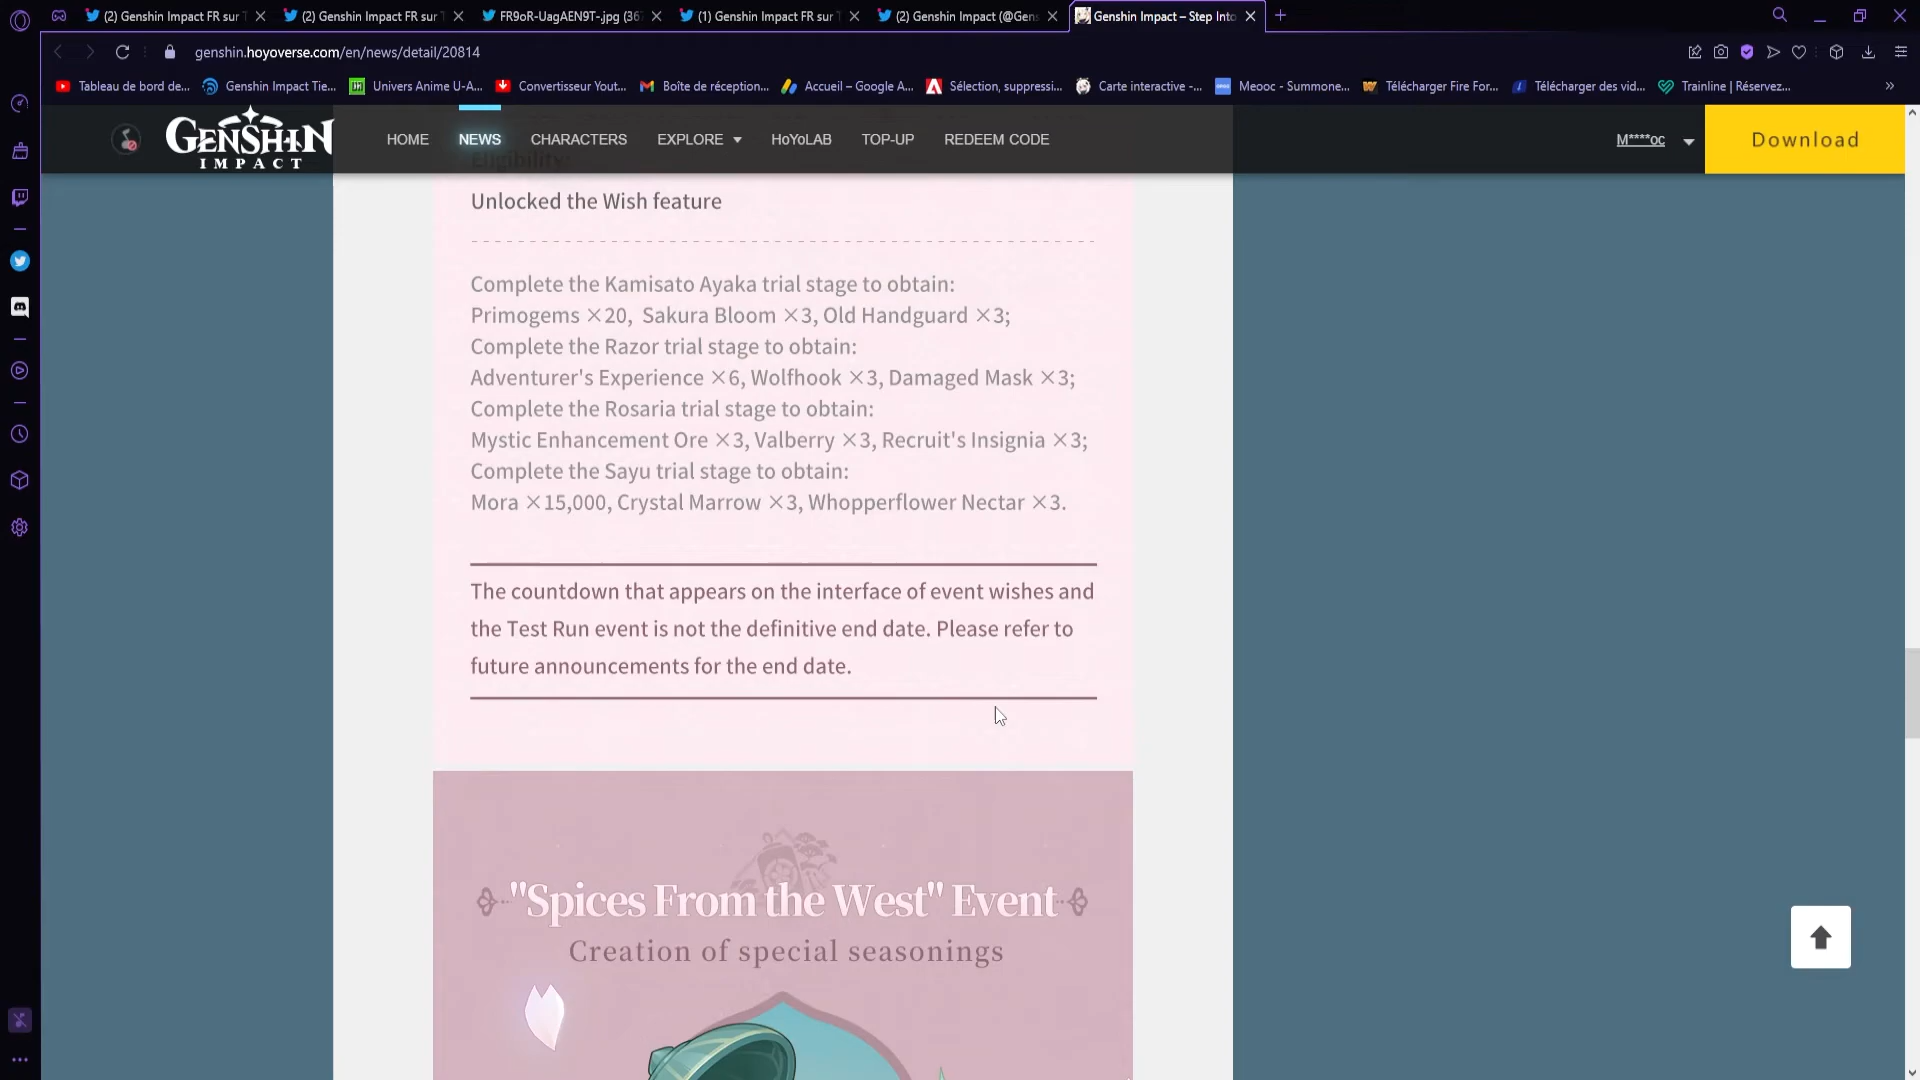 (2) Genshin Impact FR sur T
(2) Genshin Impact FR sur T
FR9oR-UagAEN9T-.jpg (367
(1) Genshin Impact FR sur T
(2) Genshin Impact (@Gens
Genshin Impact – Step Into
genshin.hoyoverse.com/en/news/detail/20814
Tableau de bord de...
Genshin Impact Tie...
Univers Anime U-A...
Convertisseur Yout...
Boîte de réception...
Accueil – Google A...
Sélection, suppressi...
Carte interactive -...
Meooc - Summone...
Télécharger Fire For...
Télécharger des vid...
Trainline | Réservez...
GENSHIN
IMPACT
HOME
NEWS
CHARACTERS
EXPLORE
HoYoLAB
TOP-UP
REDEEM CODE
M****oc
Download
Eligibility:
Unlocked the Wish feature
Complete the Kamisato Ayaka trial stage to obtain:
Primogems ×20, Sakura Bloom ×3, Old Handguard ×3;
Complete the Razor trial stage to obtain:
Adventurer's Experience ×6, Wolfhook ×3, Damaged Mask ×3;
Complete the Rosaria trial stage to obtain:
Mystic Enhancement Ore ×3, Valberry ×3, Recruit's Insignia ×3;
Complete the Sayu trial stage to obtain:
Mora ×15,000, Crystal Marrow ×3, Whopperflower Nectar ×3.
The countdown that appears on the interface of event wishes and
the Test Run event is not the definitive end date. Please refer to
future announcements for the end date.
"Spices From the West" Event
Creation of special seasonings